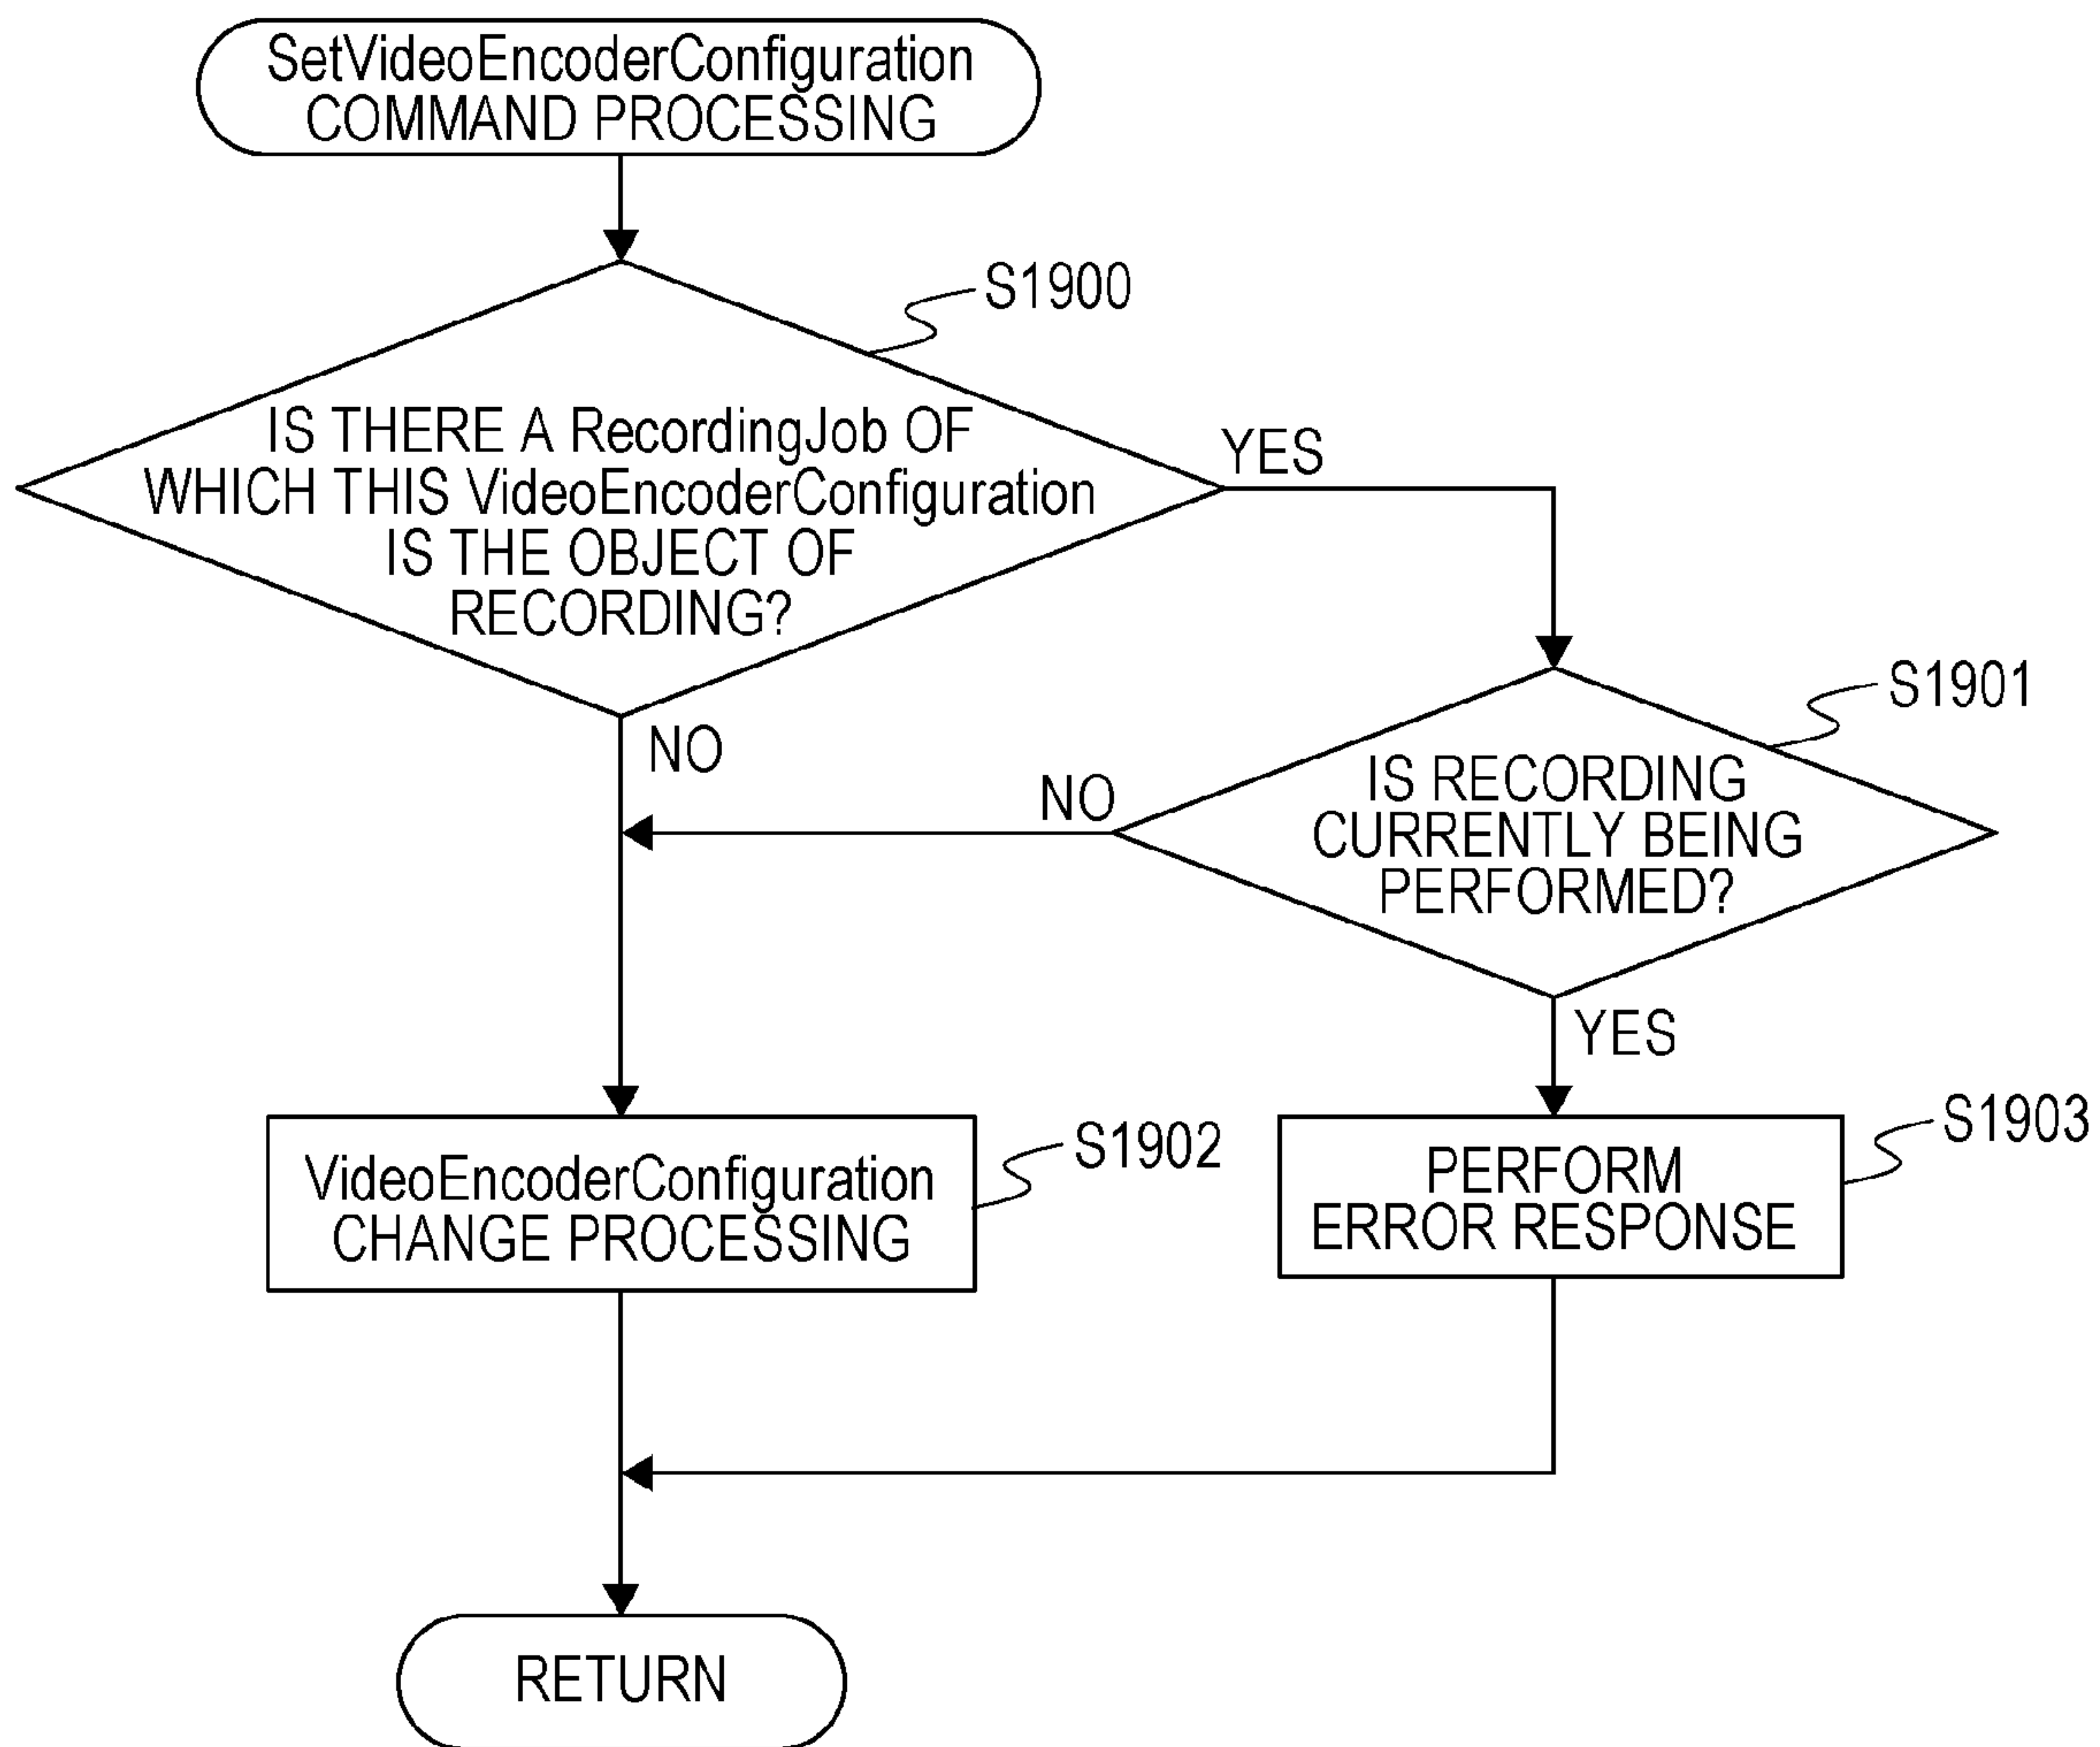 SetVideoEncoderConfiguration
COMMAND PROCESSING
S1900
IS THERE A RecordingJob OF
WHICH THIS VideoEncoderConfiguration
IS THE OBJECT OF
RECORDING?
YES
NO
S1901
IS RECORDING
CURRENTLY BEING
PERFORMED?
NO
YES
S1902
VideoEncoderConfiguration
CHANGE PROCESSING
S1903
PERFORM
ERROR RESPONSE
RETURN